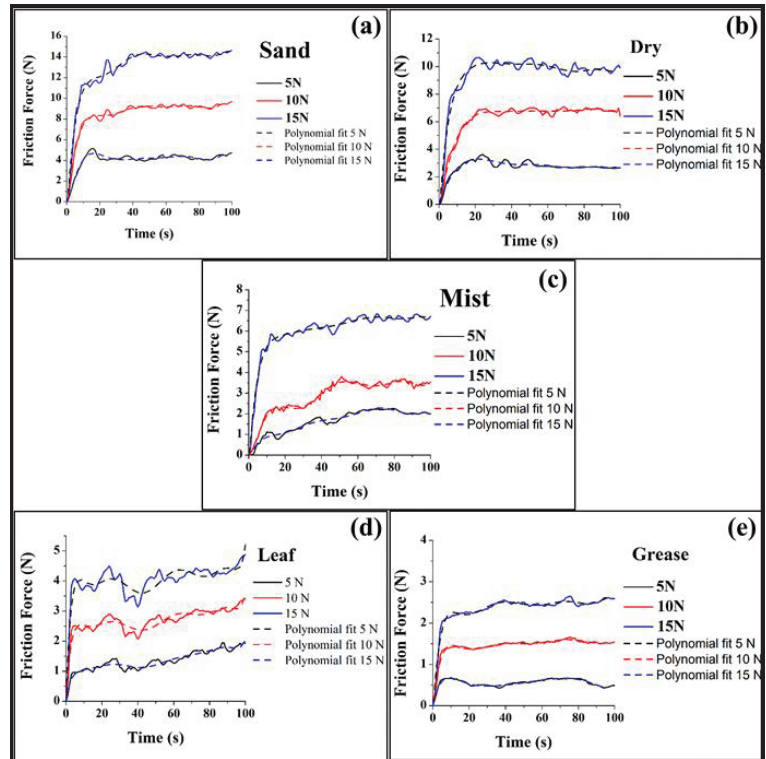 (a)
Sand
5N
10N
15N
Polynomial fit 5 N
Polynomial fit 10 N
Polynomial fit 15 N
Friction Force (N)
16
14
12
10
8
6
4
2
0
0 20 40 60 80 100
Time (s)
(b)
Dry
5N
10N
15N
Polynomial fit 5 N
Polynomial fit 10 N
Polynomial fit 15 N
Friction Force (N)
12
10
8
6
4
2
0
0 20 40 60 80 100
Time (s)
(c)
Mist
5N
10N
15N
Polynomial fit 5 N
Polynomial fit 10 N
Polynomial fit 15 N
Friction Force (N)
8
7
6
5
4
3
2
1
0
0 20 40 60 80 100
Time (s)
(d)
Leaf
5 N
10 N
15 N
Polynomial fit 5 N
Polynomial fit 10 N
Polynomial fit 15 N
Friction Force (N)
5
4
3
2
1
0
0 20 40 60 80 100
Time (s)
(e)
Grease
5N
10N
15N
Polynomial fit 5 N
Polynomial fit 10 N
Polynomial fit 15 N
Friction Force (N)
4
3
2
1
0
0 20 40 60 80 100
Time (s)